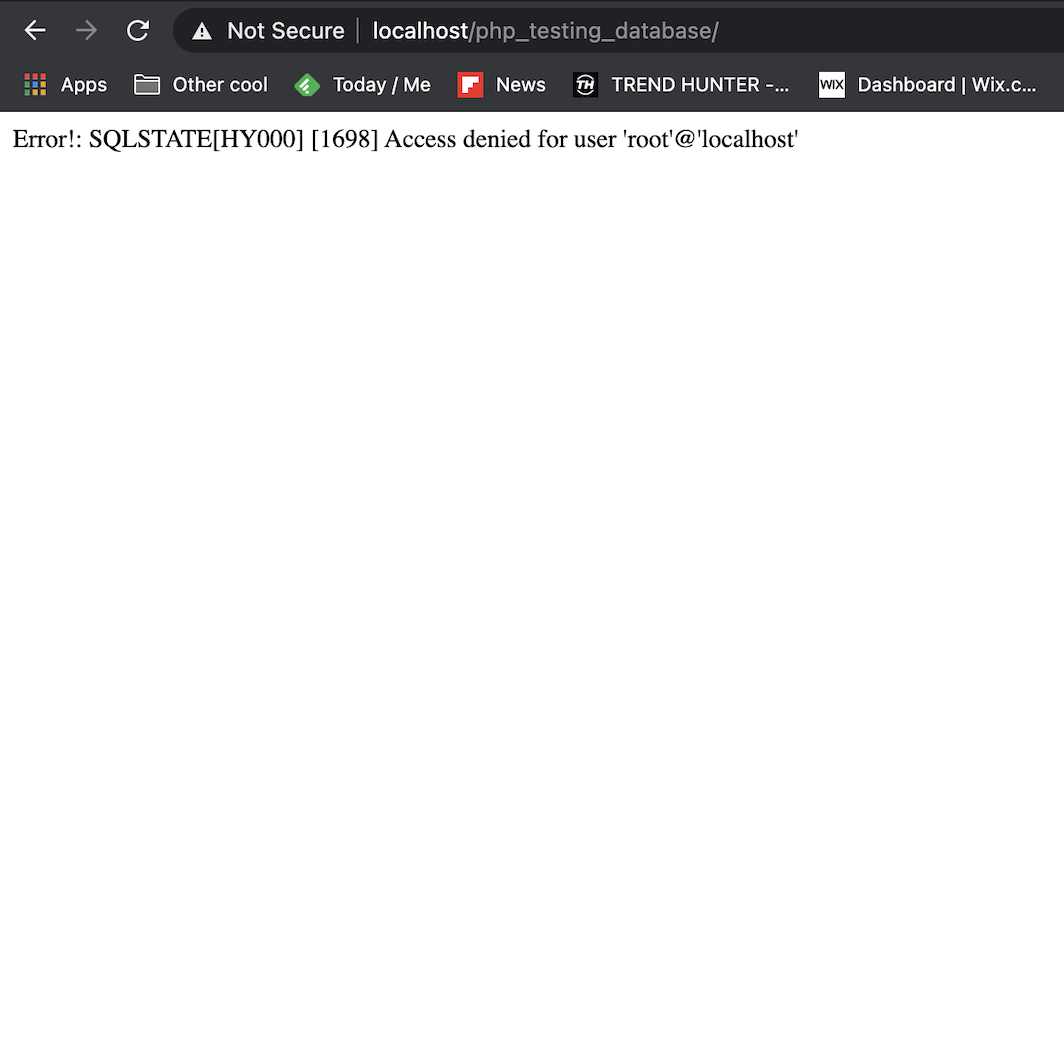 Not Secure | localhost/php_testing_database/
Apps Other cool Today / Me News TH TREND HUNTER -... WiX Dashboard | Wix.c...
Error!: SQLSTATE[HY000] [1698] Access denied for user 'root'@'localhost'